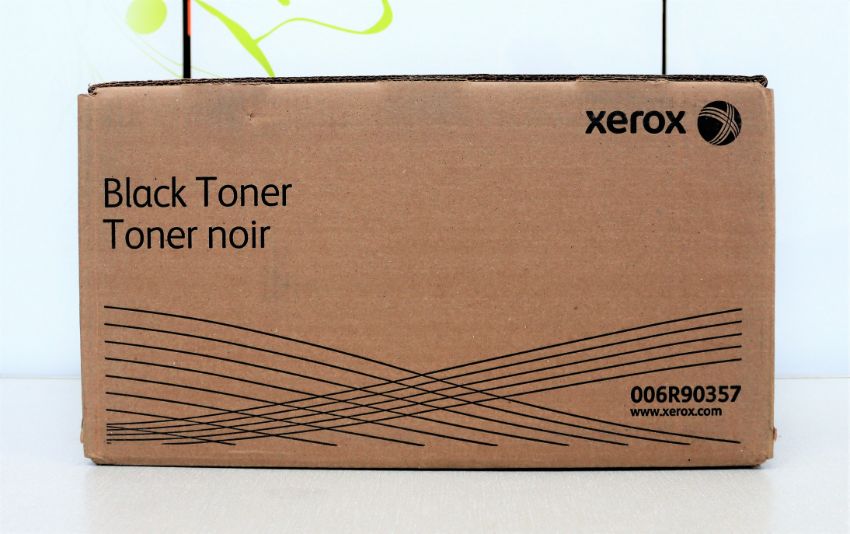 xerox
Black Toner
Toner noir
006R90357
www.xerox.com